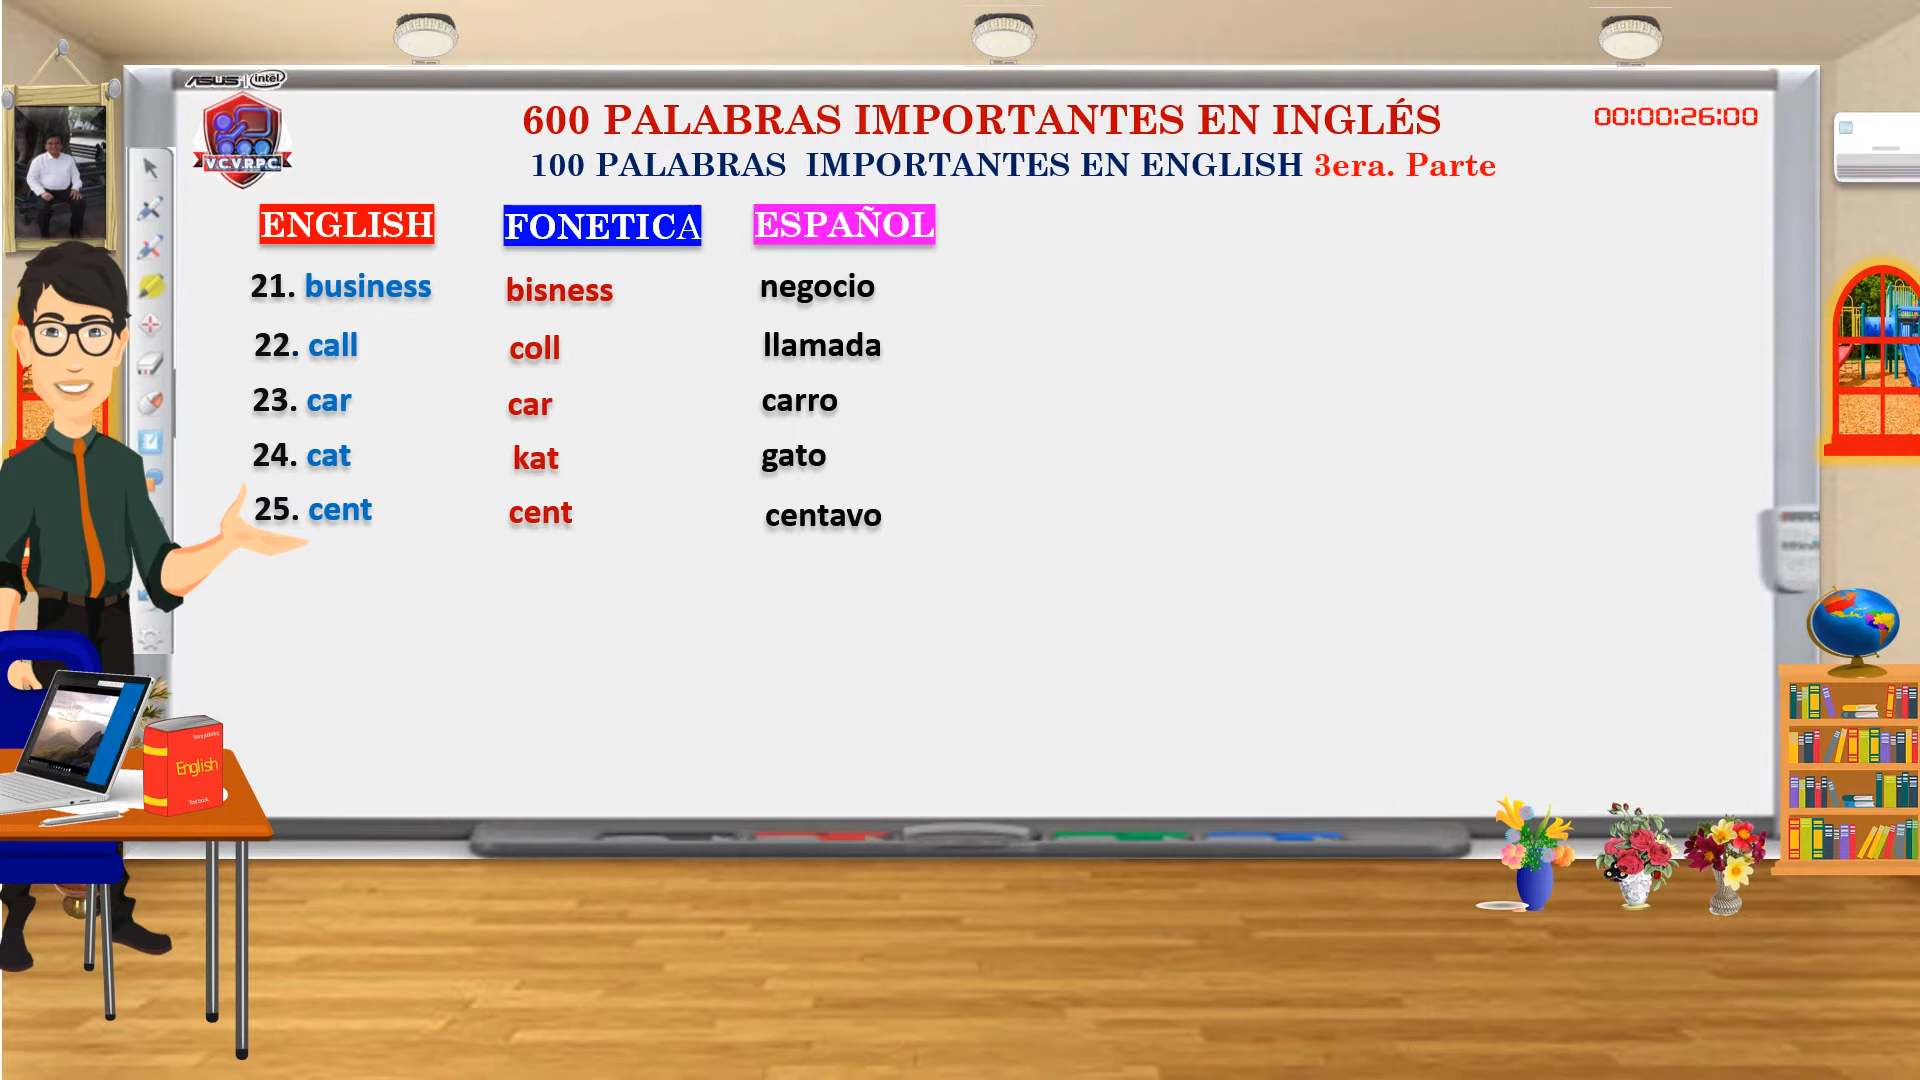 ASUS intel
600 PALABRAS IMPORTANTES EN INGLÉS
00:00:26:00
V.C.V.R.P.C.
100 PALABRAS IMPORTANTES EN ENGLISH 3era. Parte
ENGLISH FONETICA ESPAÑOL
21. business bisness negocio
22. call coll llamada
23. car car carro
24. cat kat gato
25. cent cent centavo
English